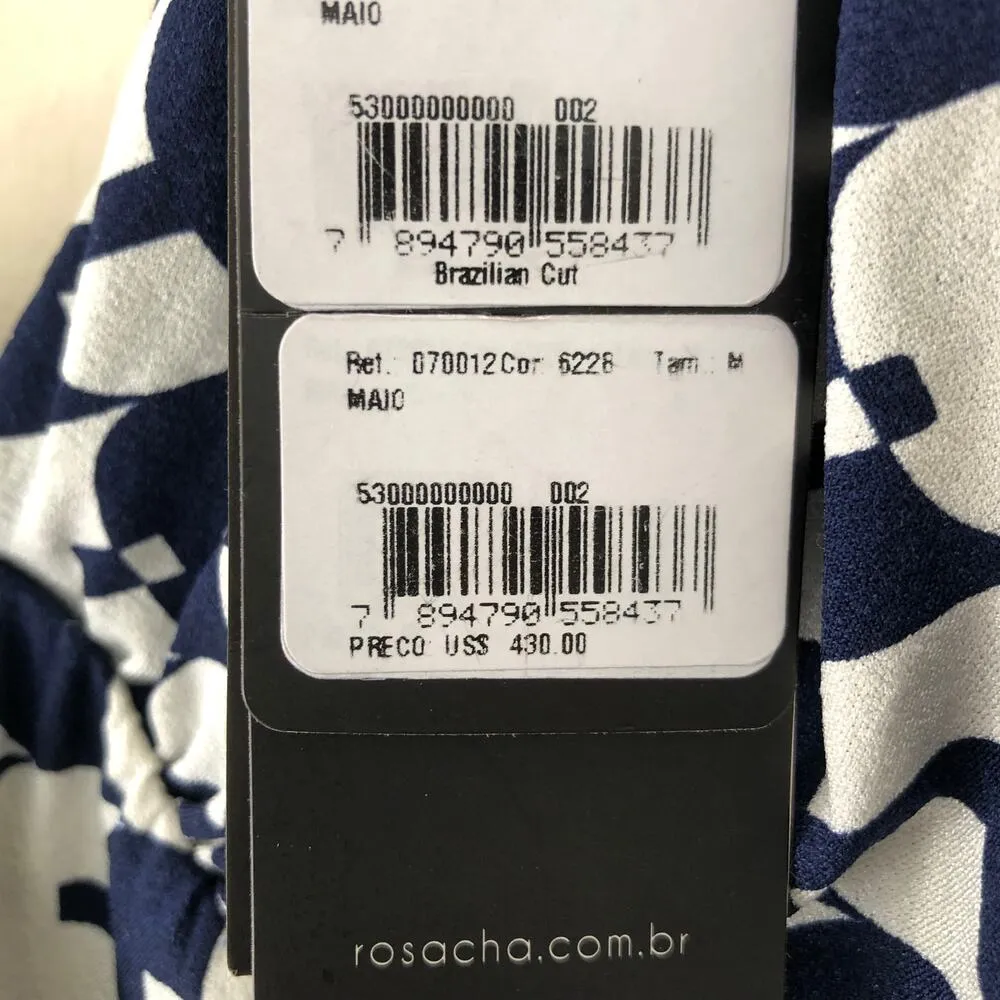 MAIO
53000000000 002
7 894790 558437
Brazilian Cut
Ref.: 070012 Cor: 6228 Tam.: M
MAIO
53000000000 002
7 894790 558437
PRECO: US$ 430.00
rosacha.com.br